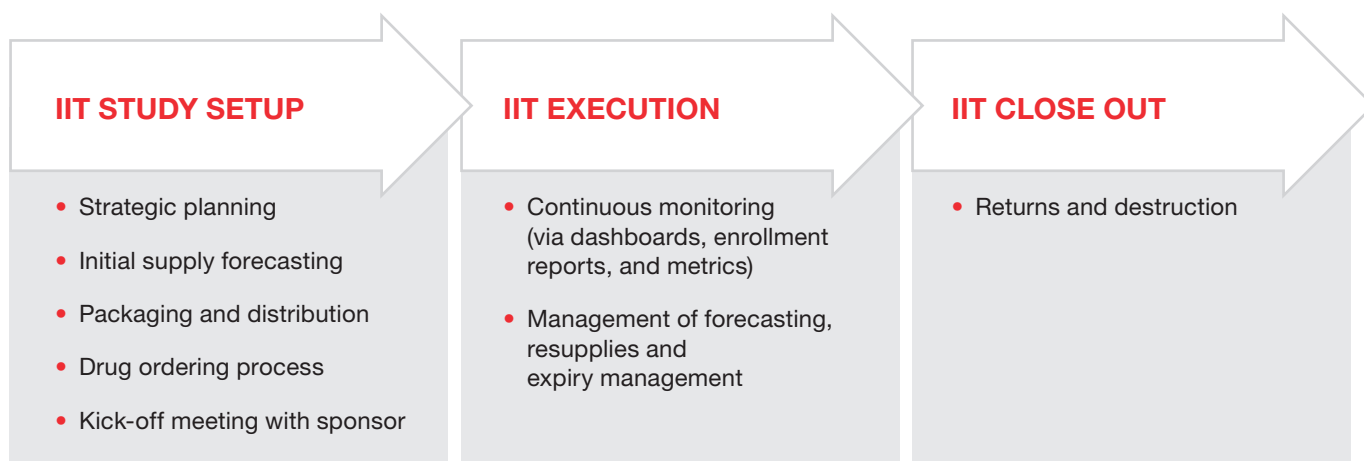 IIT STUDY SETUP
• Strategic planning
• Initial supply forecasting
• Packaging and distribution
• Drug ordering process
• Kick-off meeting with sponsor
IIT EXECUTION
• Continuous monitoring
(via dashboards, enrollment
reports, and metrics)
• Management of forecasting,
resupplies and
expiry management
IIT CLOSE OUT
• Returns and destruction